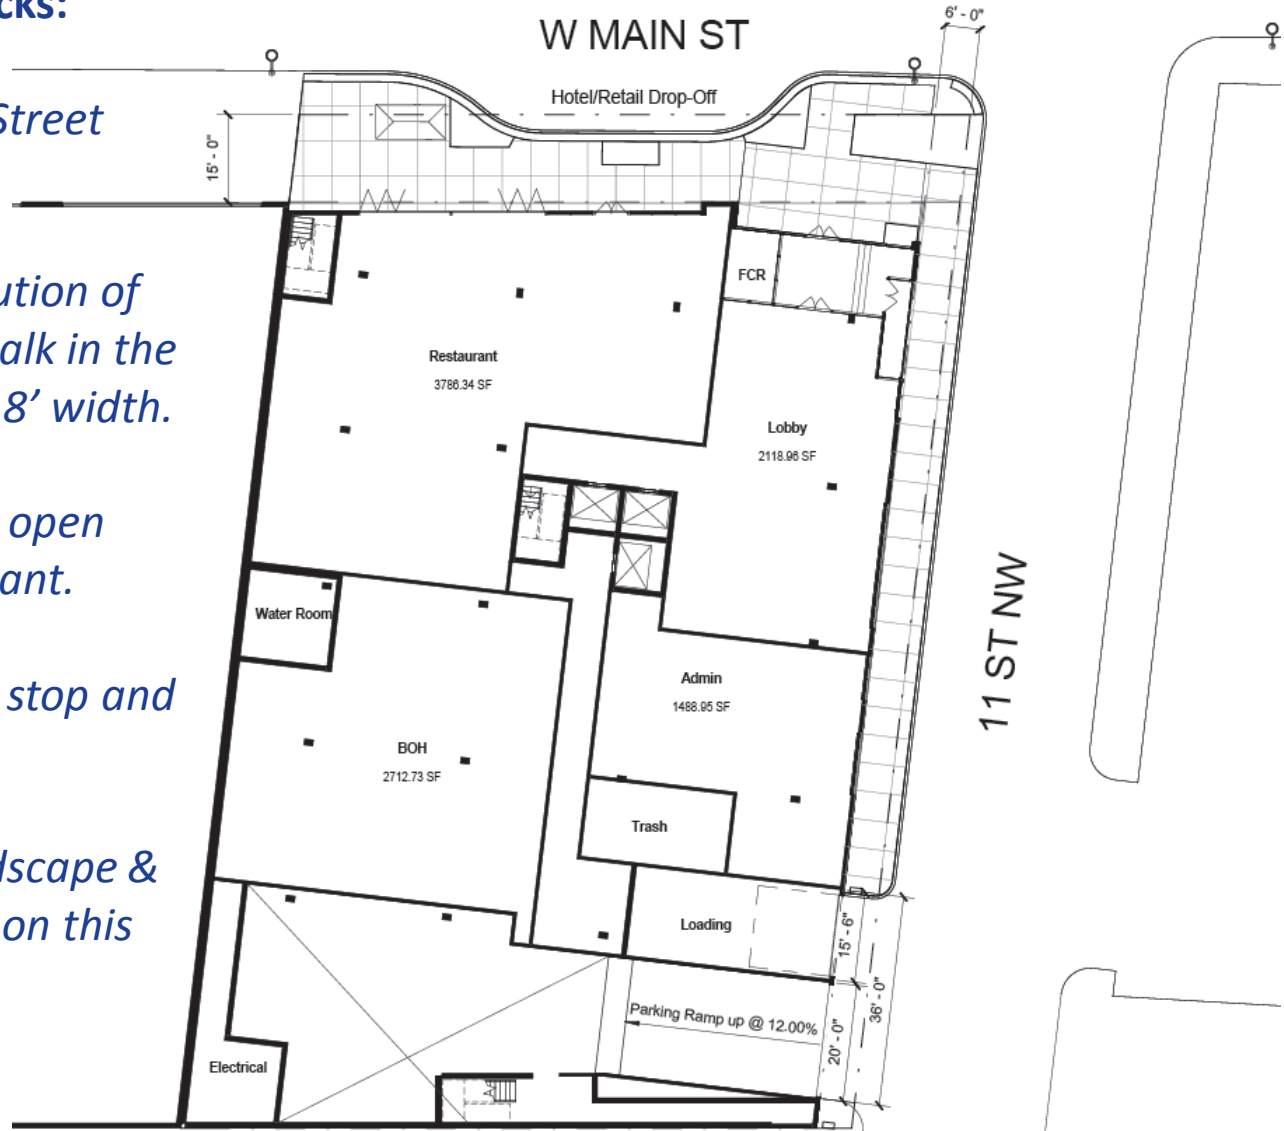 cks:
Street
ution of
alk in the
8’ width.
open
ant.
stop and
dscape &
on this
W MAIN ST
6' - 0"
Hotel/Retail Drop-Off
15' - 0"
FCR
Restaurant
3786.34 SF
Lobby
2118.96 SF
11 ST NW
Water Room
Admin
1488.95 SF
BOH
2712.73 SF
Trash
Loading
15' - 6"
36' - 0"
Parking Ramp up @ 12.00%
20' - 0"
Electrical